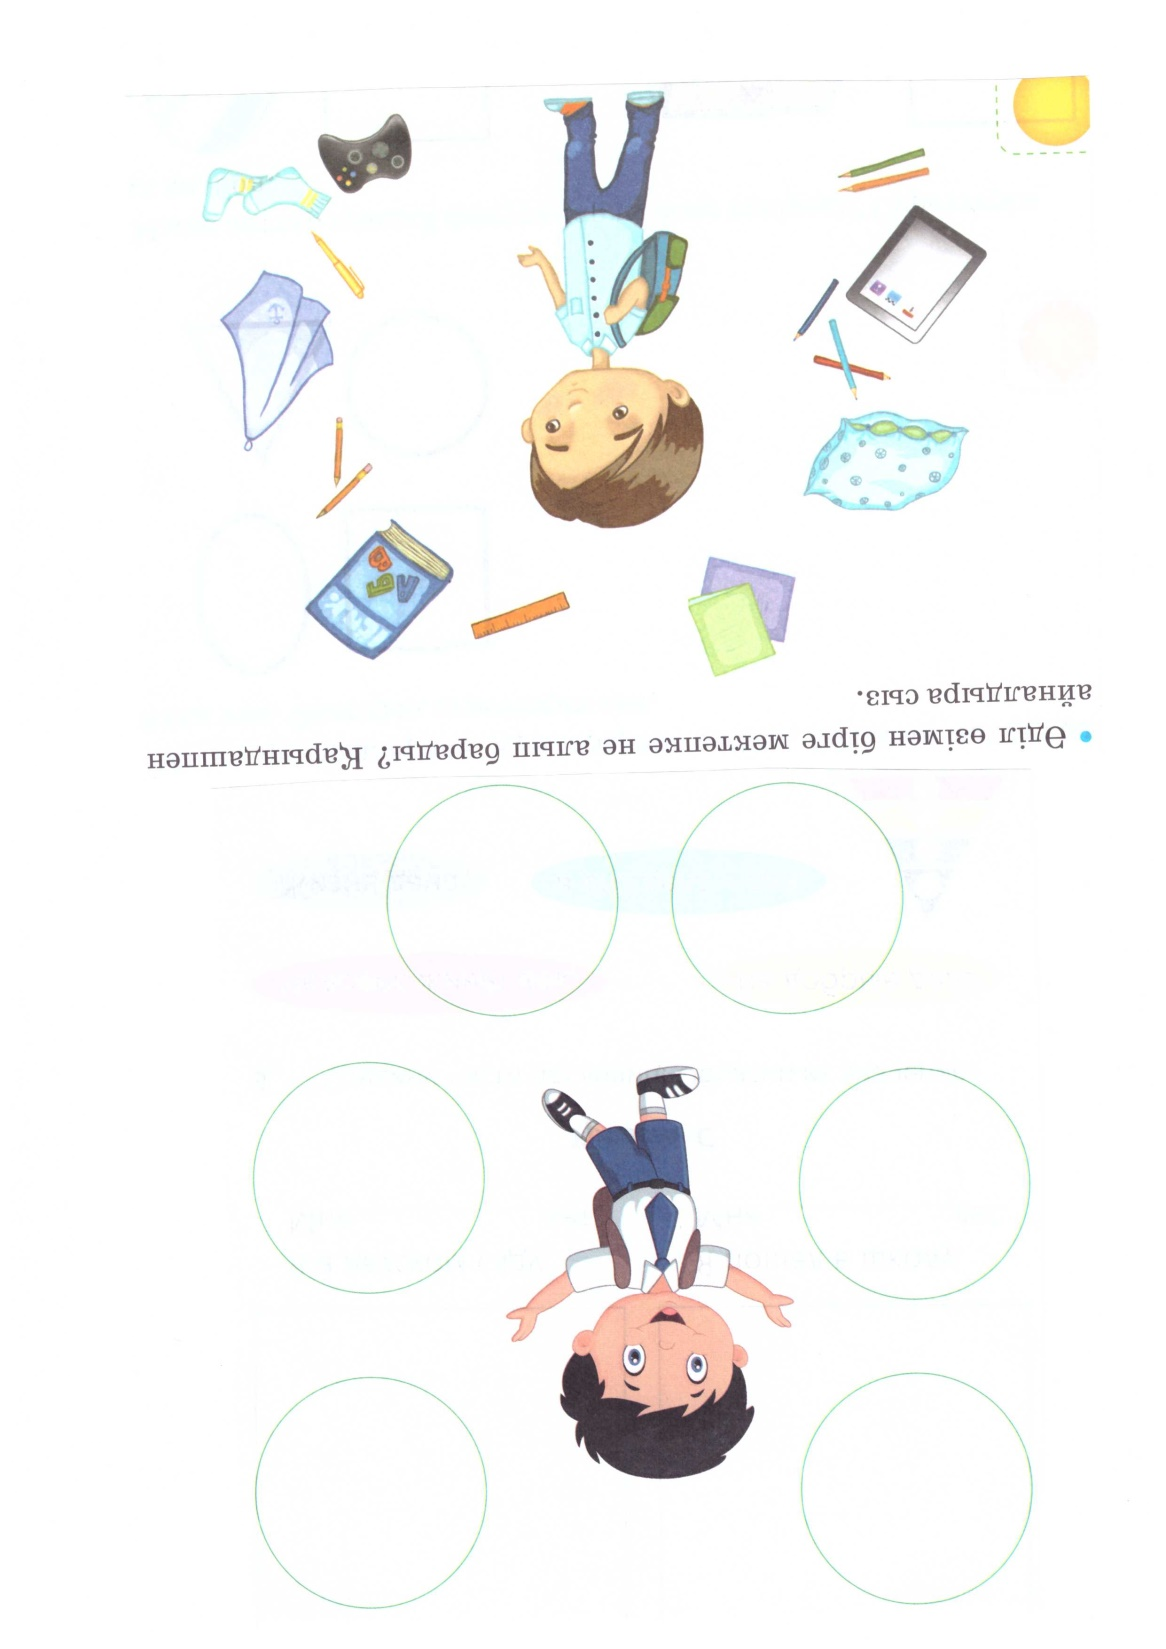 • Әділ өзімен бірге мектепке не алып барады? Қарындашпен
айналдыра сыз.